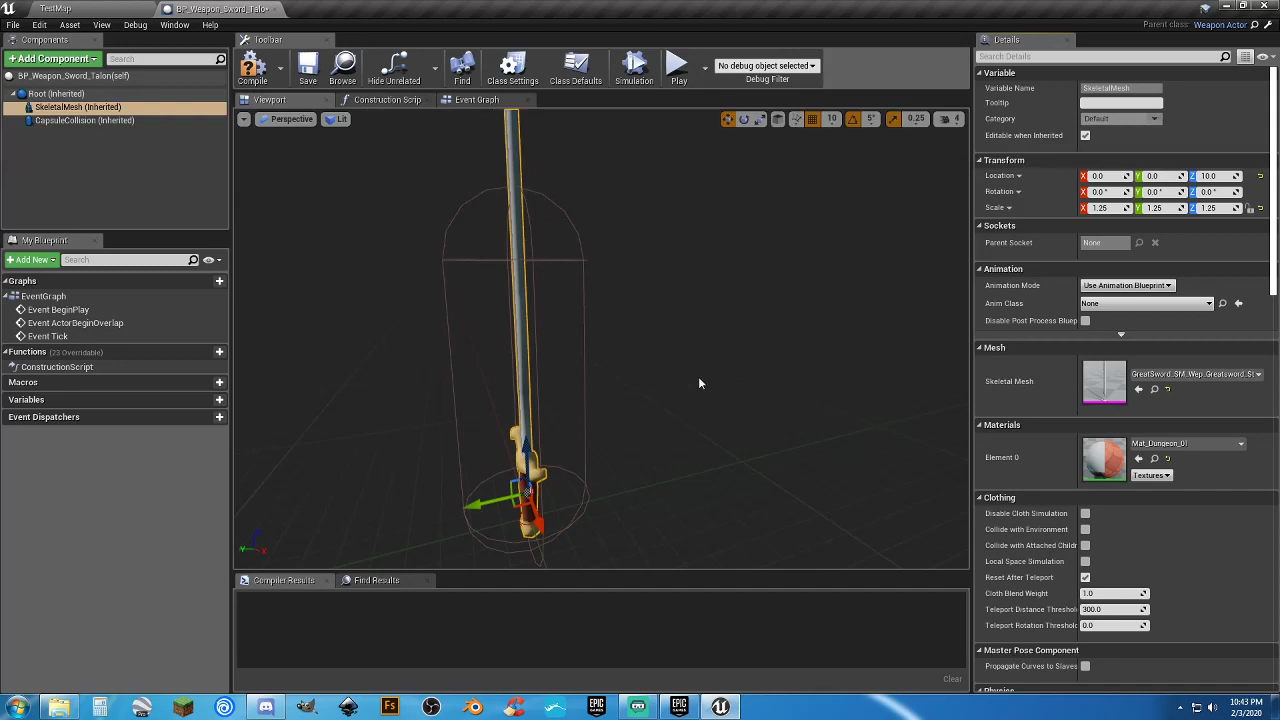 TestMap
BP_Weapon_Sword_Talo
File Edit Asset View Debug Window Help
Parent class: Weapon Actor
Components
+Add Component
Search
BP_Weapon_Sword_Talon(self)
Root (Inherited)
SkeletalMesh (Inherited)
CapsuleCollision (Inherited)
My Blueprint
+Add New
Search
Graphs
EventGraph
Event BeginPlay
Event ActorBeginOverlap
Event Tick
Functions (23 Overridable)
ConstructionScript
Macros
Variables
Event Dispatchers
Toolbar
Compile
Save
Browse
Hide Unrelated
Find
Class Settings
Class Defaults
Simulation
Play
No debug object selected
Debug Filter
Viewport
Construction Scrip
Event Graph
Perspective
Lit
10
5°
0.25
4
Compiler Results
Find Results
Clear
Details
Search Details
Variable
Variable Name SkeletalMesh
Tooltip
Category Default
Editable when Inherited
Transform
Location X 0.0 Y 0.0 Z 10.0
Rotation X 0.0 ° Y 0.0 ° Z 0.0 °
Scale X 1.25 Y 1.25 Z 1.25
Sockets
Parent Socket None
Animation
Animation Mode Use Animation Blueprint
Anim Class None
Disable Post Process Bluep
Mesh
Skeletal Mesh GreatSword_SM_Wep_Greatsword_St
Materials
Element 0 Mat_Dungeon_01
Textures
Clothing
Disable Cloth Simulation
Collide with Environment
Collide with Attached Childr
Local Space Simulation
Reset After Teleport
Cloth Blend Weight 1.0
Teleport Distance Threshol 300.0
Teleport Rotation Threshol 0.0
Master Pose Component
Propagate Curves to Slaves
Physics
10:43 PM
2/3/2020